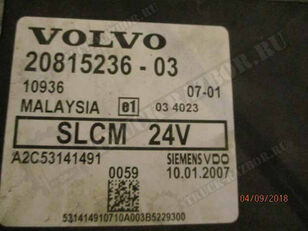 VOLVO
20815236 - 03
10936 07-01
MALAYSIA e1 03 4023
SLCM 24V
A2C53141491 SIEMENS VDO
0059 10.01.2007
531414910710A003B5229300
04/09/2018